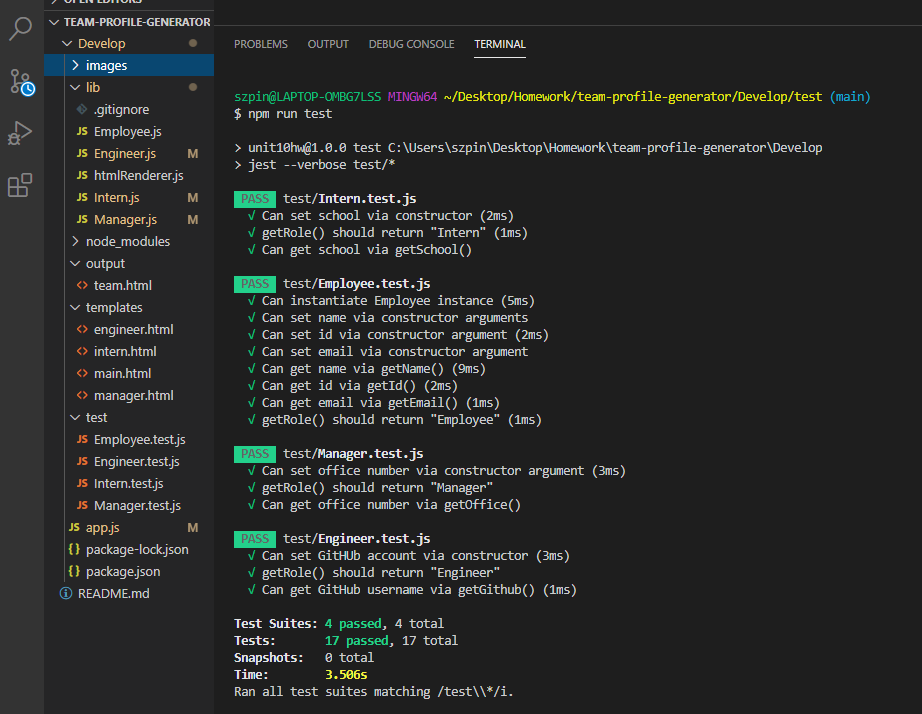 OPEN EDITORS
TEAM-PROFILE-GENERATOR
Develop
images
lib
.gitignore
JS Employee.js
JS Engineer.js M
JS htmlRenderer.js
JS Intern.js M
JS Manager.js M
node_modules
output
<> team.html
templates
<> engineer.html
<> intern.html
<> main.html
<> manager.html
test
JS Employee.test.js
JS Engineer.test.js
JS Intern.test.js
JS Manager.test.js
JS app.js M
{} package-lock.json
{} package.json
README.md
PROBLEMS OUTPUT DEBUG CONSOLE TERMINAL
szpin@LAPTOP-OMBG7LSS MINGW64 ~/Desktop/Homework/team-profile-generator/Develop/test (main)
$ npm run test
> unit10hw@1.0.0 test C:\Users\szpin\Desktop\Homework\team-profile-generator\Develop
> jest --verbose test/*
PASS test/Intern.test.js
√ Can set school via constructor (2ms)
√ getRole() should return "Intern" (1ms)
√ Can get school via getSchool()
PASS test/Employee.test.js
√ Can instantiate Employee instance (5ms)
√ Can set name via constructor arguments
√ Can set id via constructor argument (2ms)
√ Can set email via constructor argument
√ Can get name via getName() (9ms)
√ Can get id via getId() (2ms)
√ Can get email via getEmail() (1ms)
√ getRole() should return "Employee" (1ms)
PASS test/Manager.test.js
√ Can set office number via constructor argument (3ms)
√ getRole() should return "Manager"
√ Can get office number via getOffice()
PASS test/Engineer.test.js
√ Can set GitHUb account via constructor (3ms)
√ getRole() should return "Engineer"
√ Can get GitHub username via getGithub() (1ms)
Test Suites: 4 passed, 4 total
Tests: 17 passed, 17 total
Snapshots: 0 total
Time: 3.506s
Ran all test suites matching /test\\*/i.